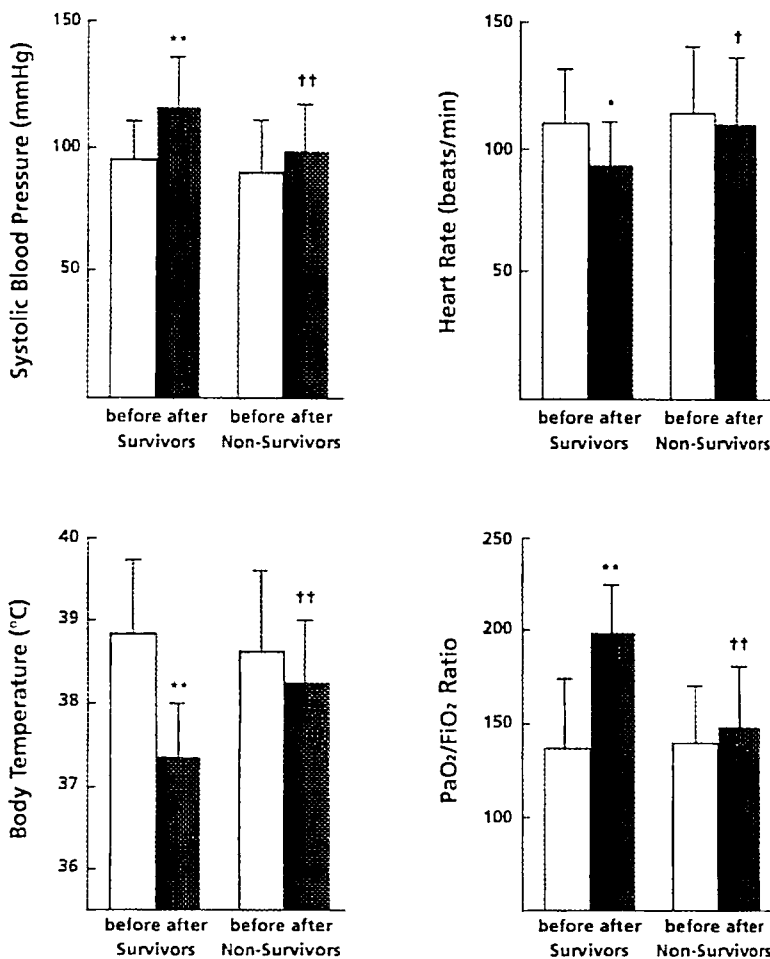 Systolic Blood Pressure (mmHg)
150
100
50
**
††
before after
Survivors
before after
Non-Survivors
Heart Rate (beats/min)
150
100
50
*
†
before after
Survivors
before after
Non-Survivors
Body Temperature (°C)
40
39
38
37
36
**
††
before after
Survivors
before after
Non-Survivors
PaO₂/FiO₂ Ratio
250
200
150
100
**
††
before after
Survivors
before after
Non-Survivors